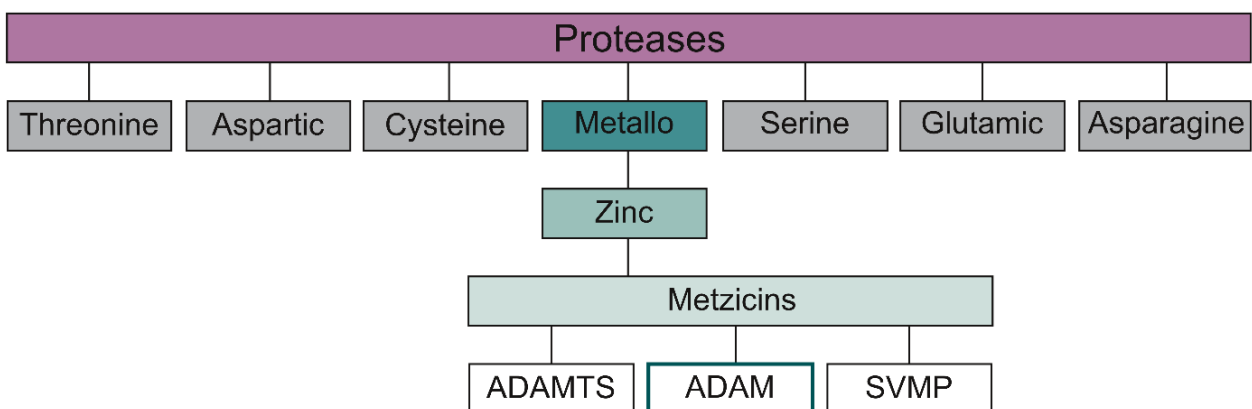 Proteases
Threonine Aspartic Cysteine Metallo Serine Glutamic Asparagine
Zinc
Metzicins
ADAMTS ADAM SVMP